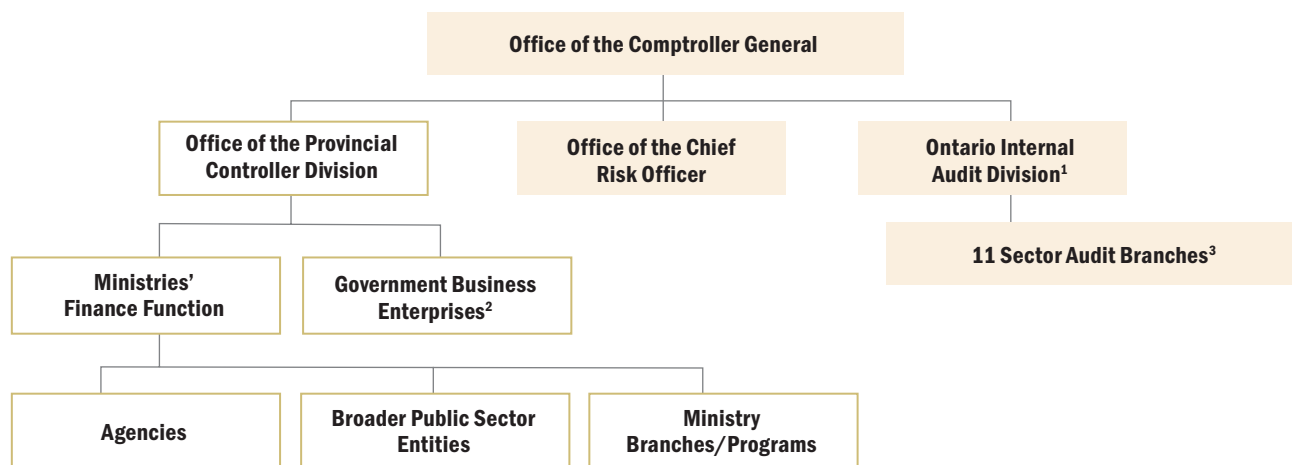 Office of the Comptroller General
Office of the Provincial
Controller Division
Office of the Chief
Risk Officer
Ontario Internal
Audit Division¹
11 Sector Audit Branches³
Ministries’
Finance Function
Government Business
Enterprises²
Agencies
Broader Public Sector
Entities
Ministry
Branches/Programs